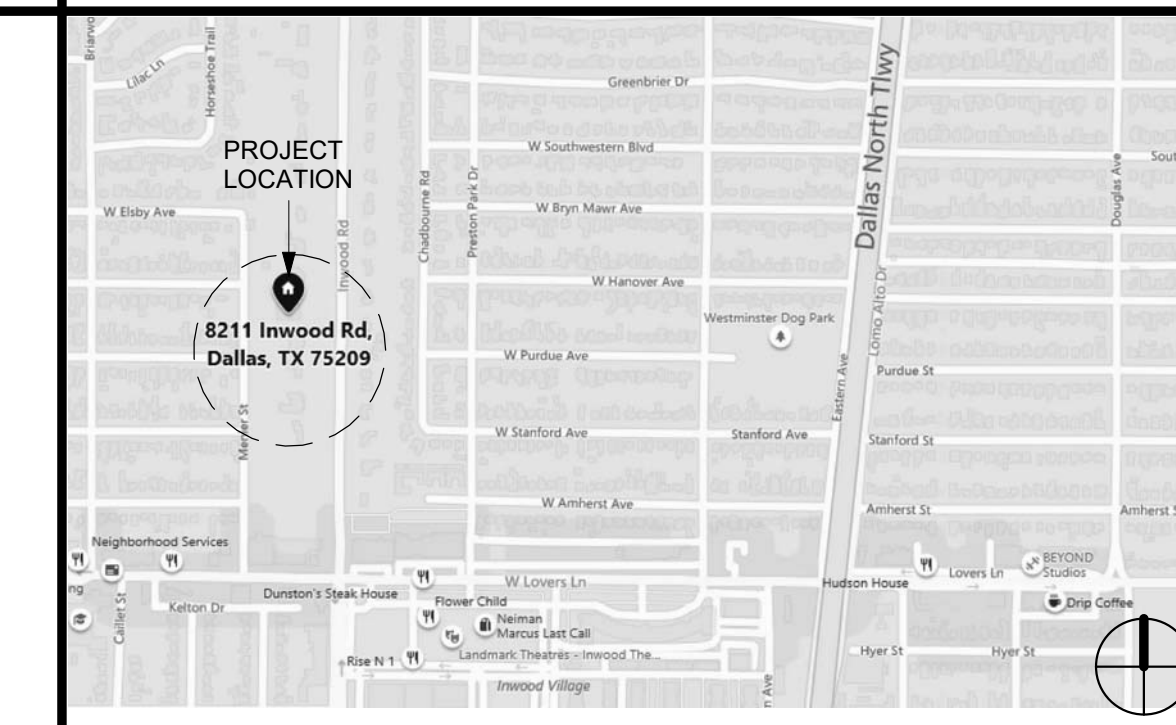 Briarwo
Lilac Ln
Horseshoe Trail
Greenbrier Dr
Dallas North Tlwy
PROJECT
LOCATION
W Southwestern Blvd
Sout
Chadbourne Rd
Preston Park Dr
Douglas Ave
W Elsby Ave
W Bryn Mawr Ave
Inwood Rd
W Hanover Ave
Lomo Alto Dr
Westminster Dog Park
8211 Inwood Rd,
Dallas, TX 75209
W Purdue Ave
Eastern Ave
Purdue St
Mercer St
W Stanford Ave
Stanford Ave
Stanford St
W Amherst Ave
Amherst St
Amherst S
Neighborhood Services
BEYOND
Studios
ng
W Lovers Ln
Hudson House
Lovers Ln
Dunston's Steak House
Caillet St
Kelton Dr
Flower Child
Drip Coffee
Neiman
Marcus Last Call
Rise N 1
Landmark Theatres - Inwood The...
Hyer St
Hyer St
Inwood Village
n Ave